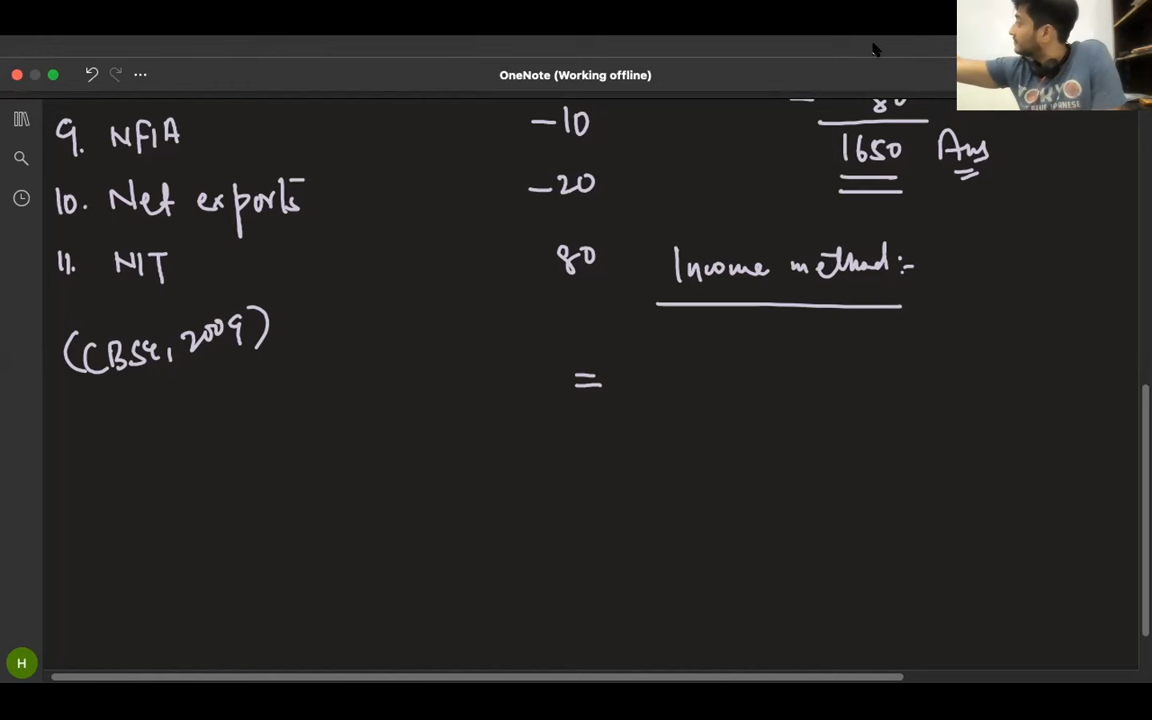 OneNote (Working offline)
- 80
9. NFIA -10
1650 Ans
10. Net exports -20
11. NIT 80
Income method:-
(CBSE, 2009)
=
H